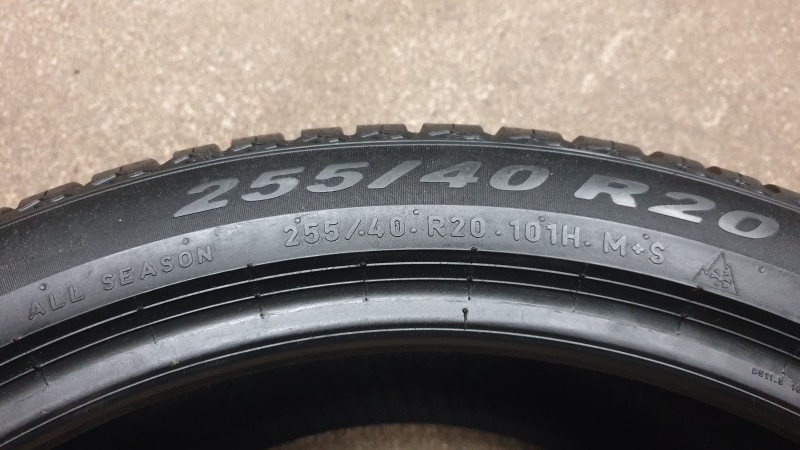 255/40 R20
ALL SEASON 255/40 · R20 · 101H · M+S